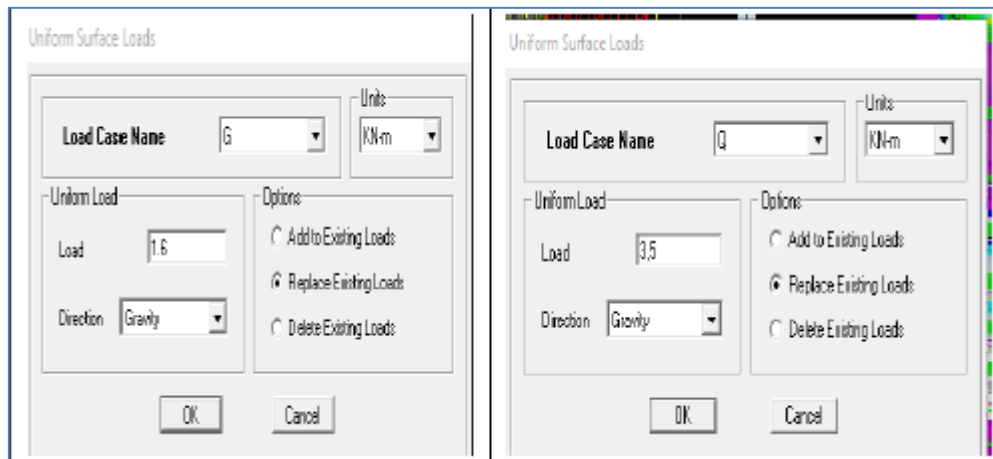 Uniform Surface Loads
Units
Load Case Name G KN-m
Uniform Load
Options
Load 1.6
Add to Existing Loads
Replace Existing Loads
Direction Gravity
Delete Existing Loads
OK Cancel
Uniform Surface Loads
Units
Load Case Name Q KN-m
Uniform Load
Options
Load 3,5
Add to Existing Loads
Replace Existing Loads
Direction Gravity
Delete Existing Loads
OK Cancel